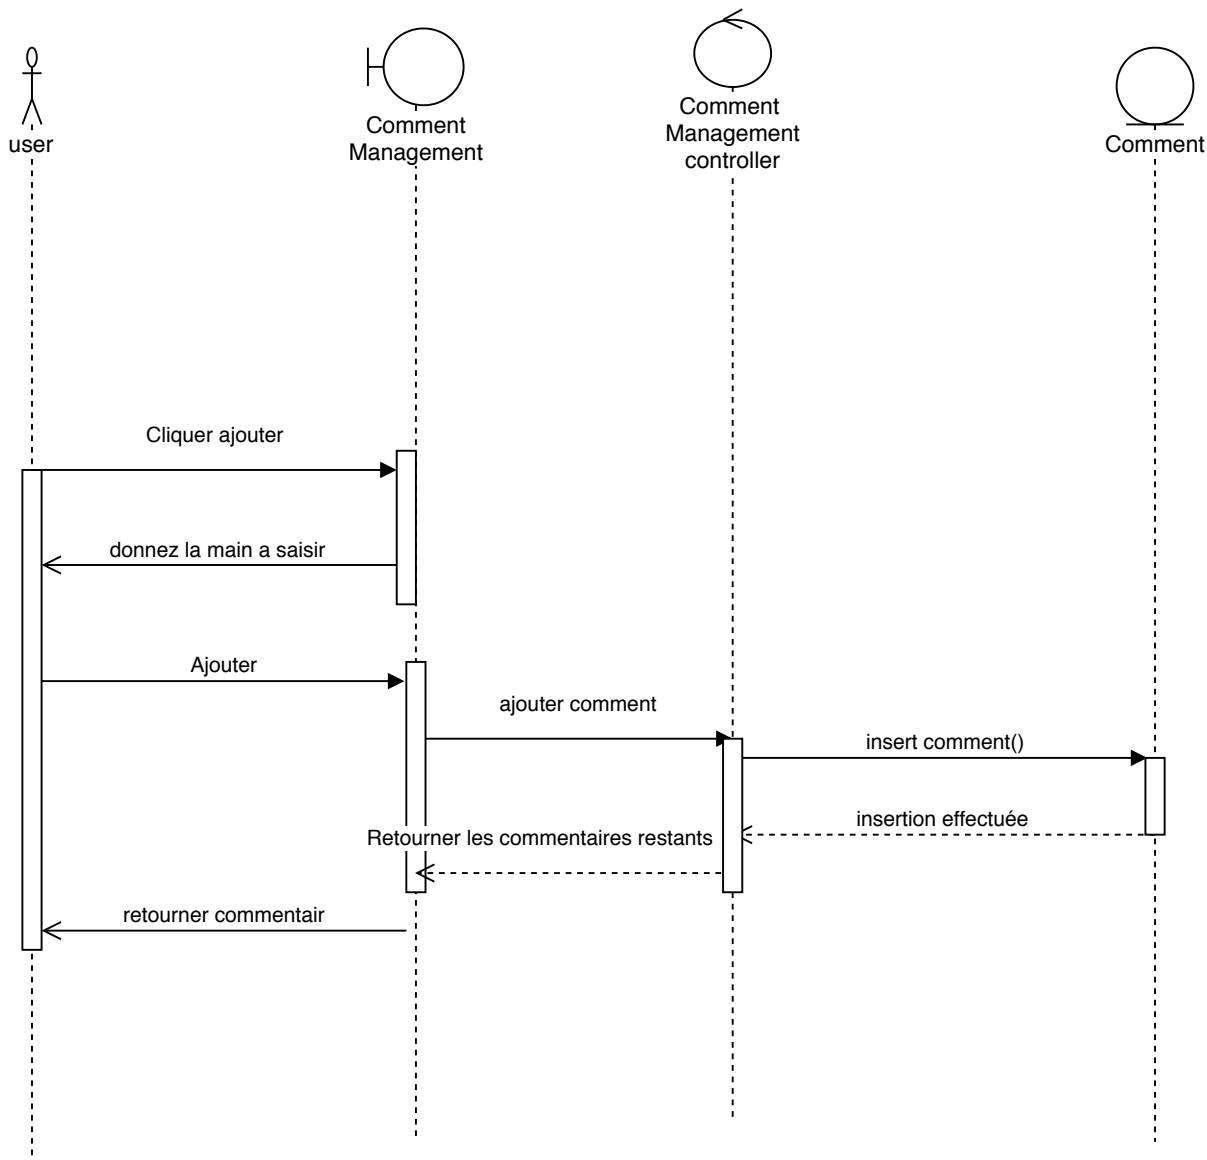 user
Comment
Management
Comment
Management
controller
Comment
Cliquer ajouter
donnez la main a saisir
Ajouter
ajouter comment
insert comment()
insertion effectuée
Retourner les commentaires restants
retourner commentair